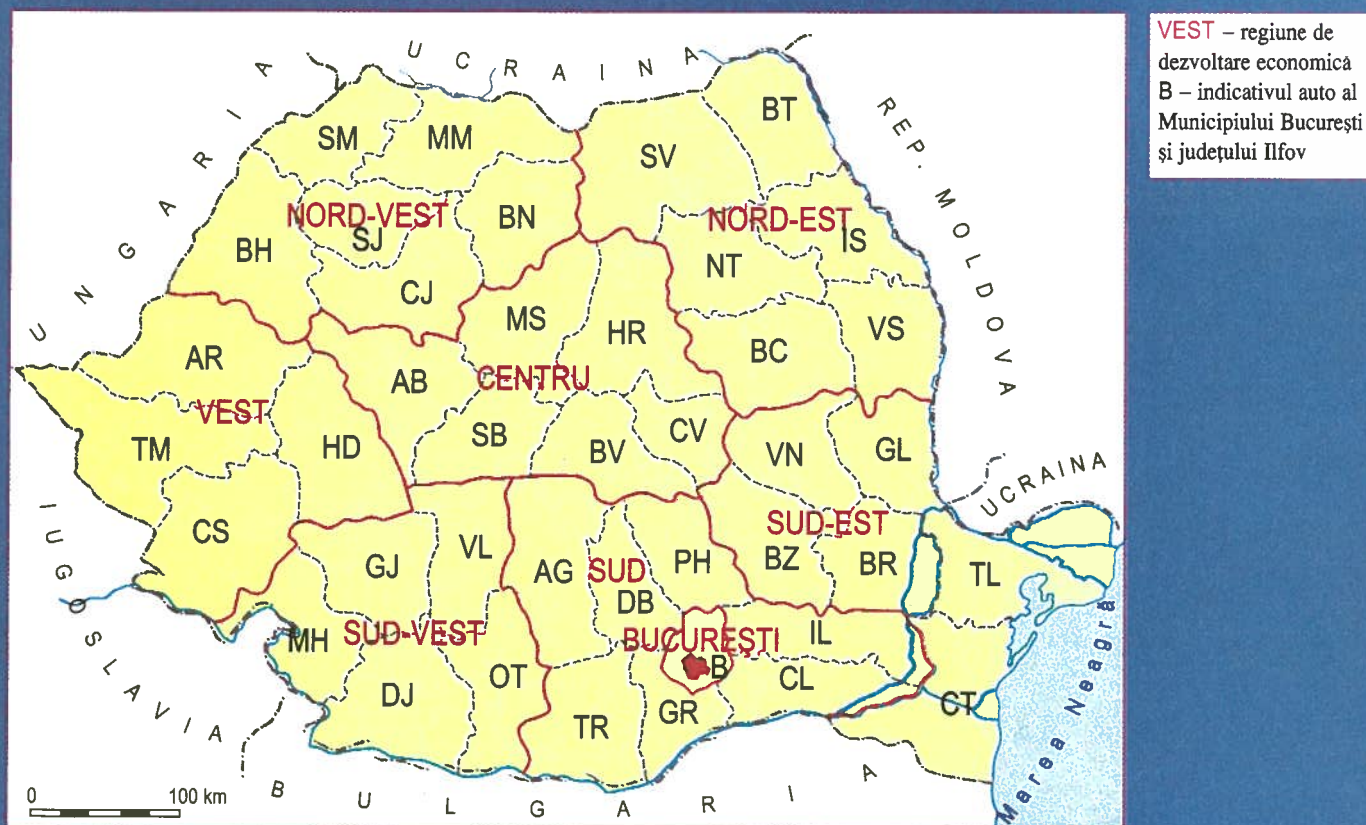 VEST – regiune de
dezvoltare economică
B – indicativul auto al
Municipiului București
și județului Ilfov
UCRAINA
UNGARIA
REP. MOLDOVA
SM
MM
SV
BT
NORD-VEST
NORD-EST
BH
SJ
BN
NT
IS
CJ
MS
HR
BC
VS
AR
AB
CENTRU
VEST
TM
HD
SB
BV
CV
VN
GL
UCRAINA
IUGOSLAVIA
CS
GJ
VL
AG
SUD
DB
PH
SUD-EST
BZ
BR
TL
MH
SUD-VEST
BUCUREȘTI
IL
DJ
OT
TR
GR
B
CL
CT
Marea Neagră
BULGARIA
0 100 km